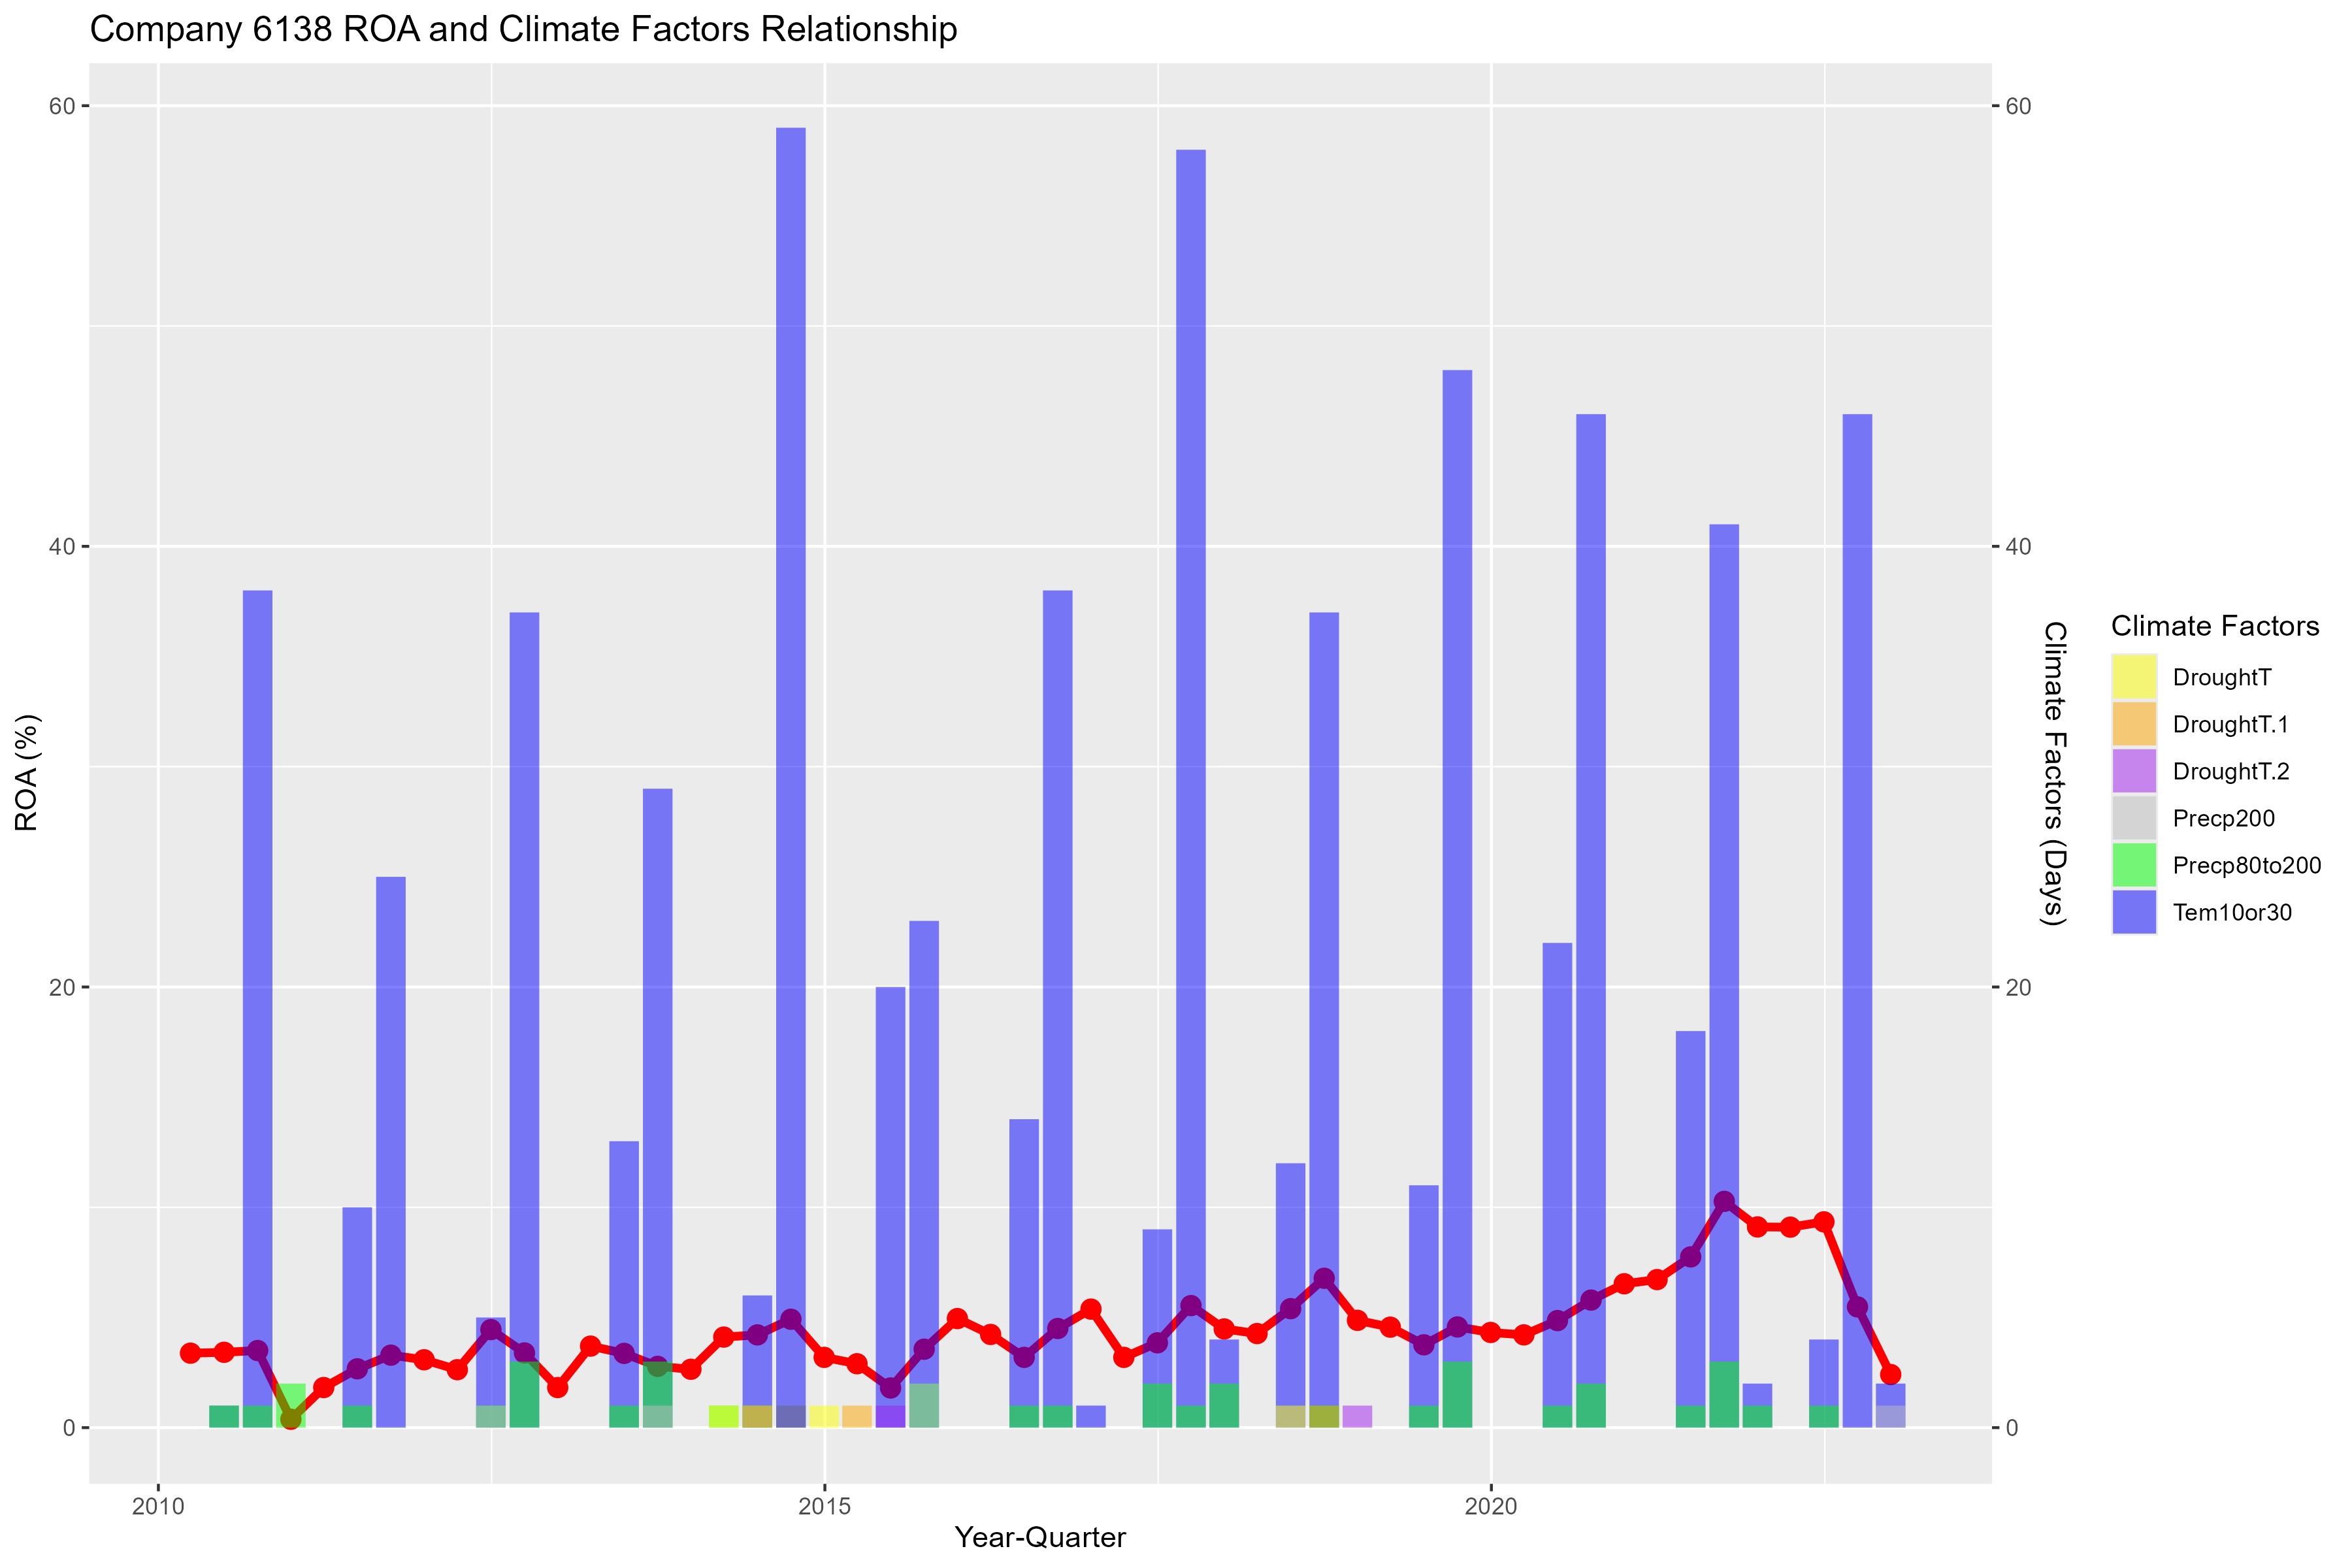 Company 6138 ROA and Climate Factors Relationship
60
40
20
0
ROA (%)
2010
2015
2020
Year-Quarter
60
40
20
0
Climate Factors (Days)
Climate Factors
DroughtT
DroughtT.1
DroughtT.2
Precp200
Precp80to200
Tem10or30